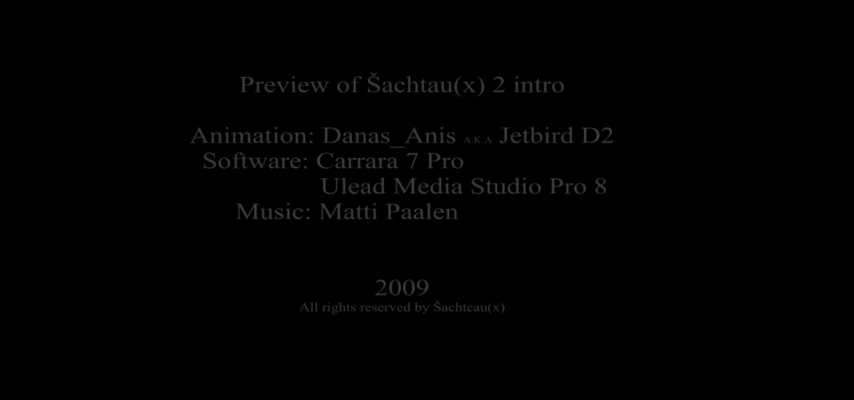 Preview of Šachtau(x) 2 intro
Animation: Danas_Anis A.K.A Jetbird D2
Software: Carrara 7 Pro
Ulead Media Studio Pro 8
Music: Matti Paalen
2009
All rights reserved by Šachteau(x)